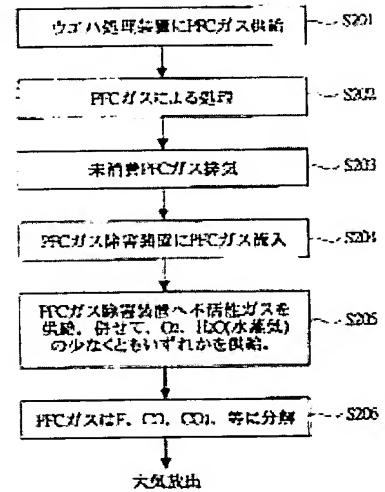 ウエハ処理装置にPFCガス供給
S201
PFCガスによる処理
S202
未消費PFCガス排気
S203
PFCガス除害装置にPFCガス流入
S204
PFCガス除害装置へ不活性ガスを
供給。併せて、O₂、H₂O(水蒸気)
の少なくともいずれかを供給。
S205
PFCガスはF、CO、CO₂、等に分解
S206
大気放出